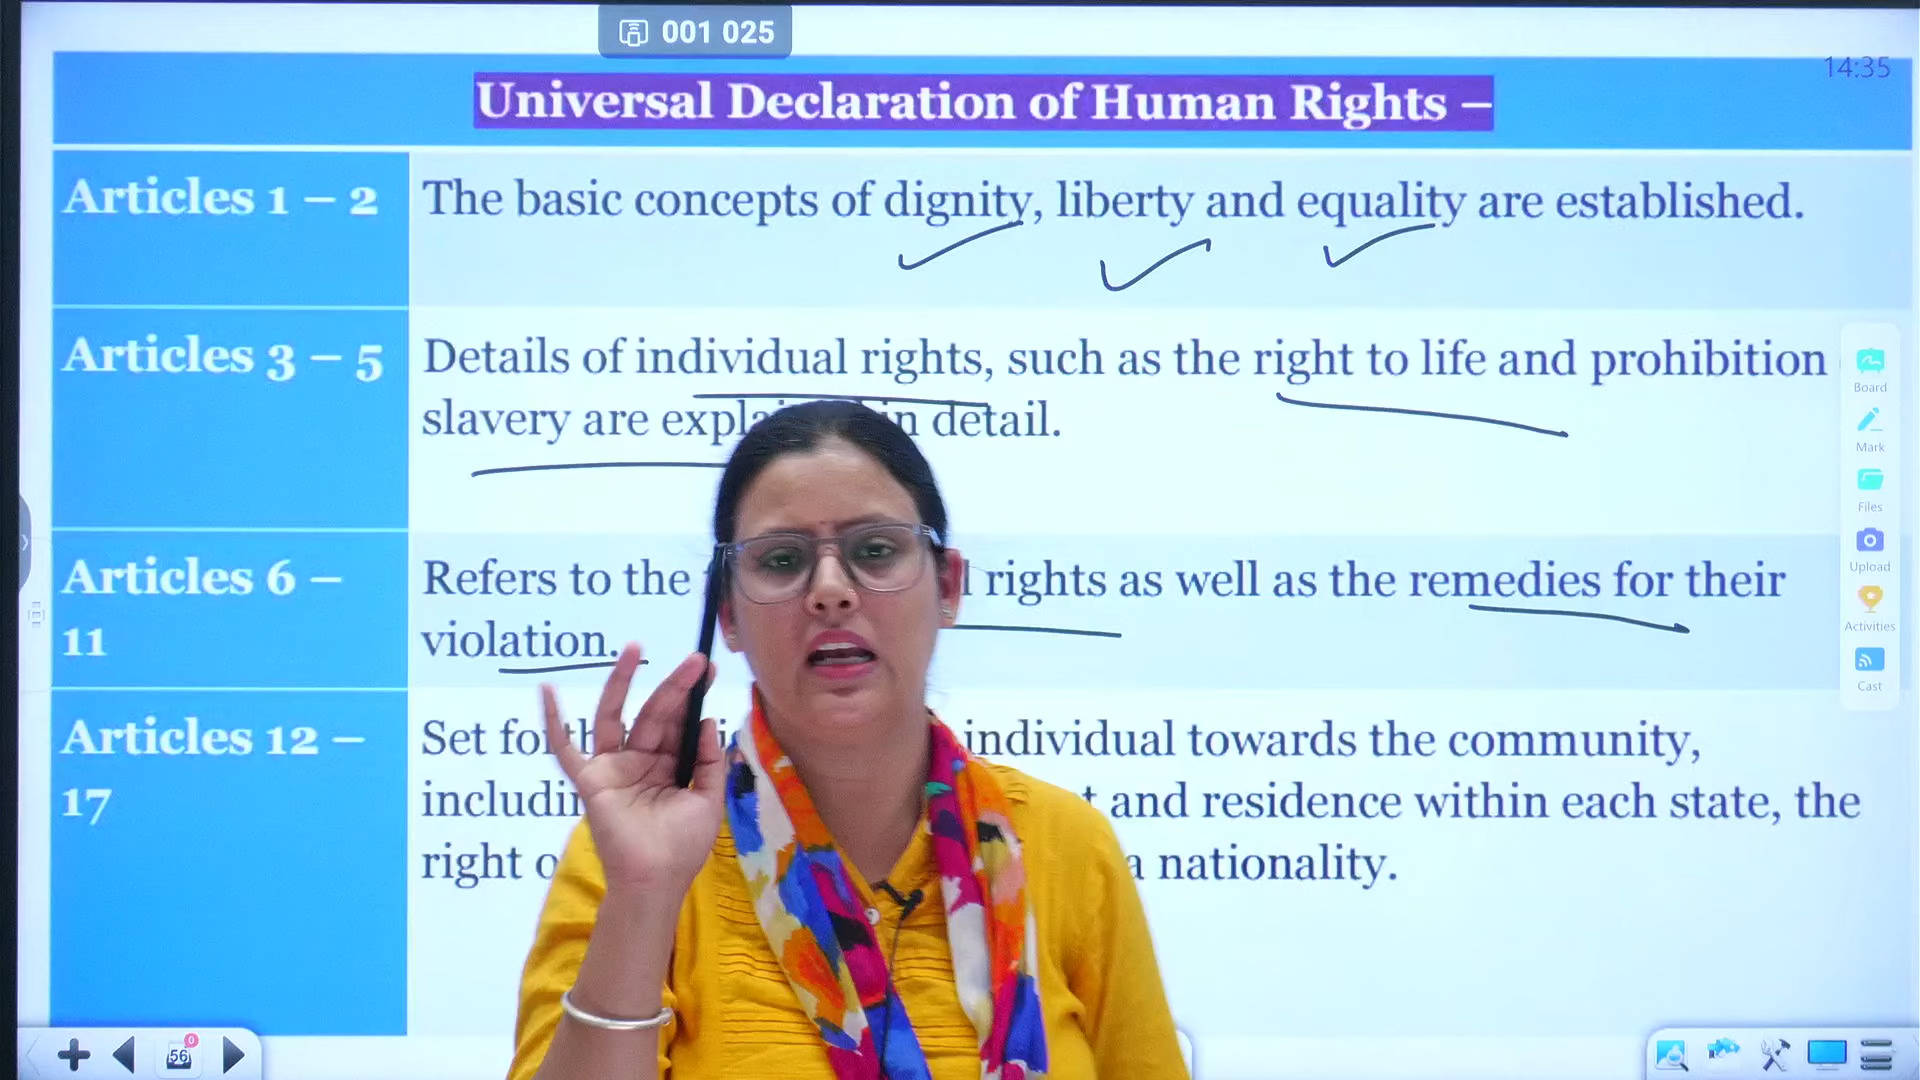 001 025
14:35
Universal Declaration of Human Rights –
Articles 1 – 2
The basic concepts of dignity, liberty and equality are established.
Articles 3 – 5
Details of individual rights, such as the right to life and prohibition
slavery are in detail.
Articles 6 –
11
Refers to the rights as well as the remedies for their
violation.
Articles 12 –
17
Set individual towards the community,
and residence within each state, the
right a nationality.
Board
Mark
Files
Upload
Activities
Cast
56
0